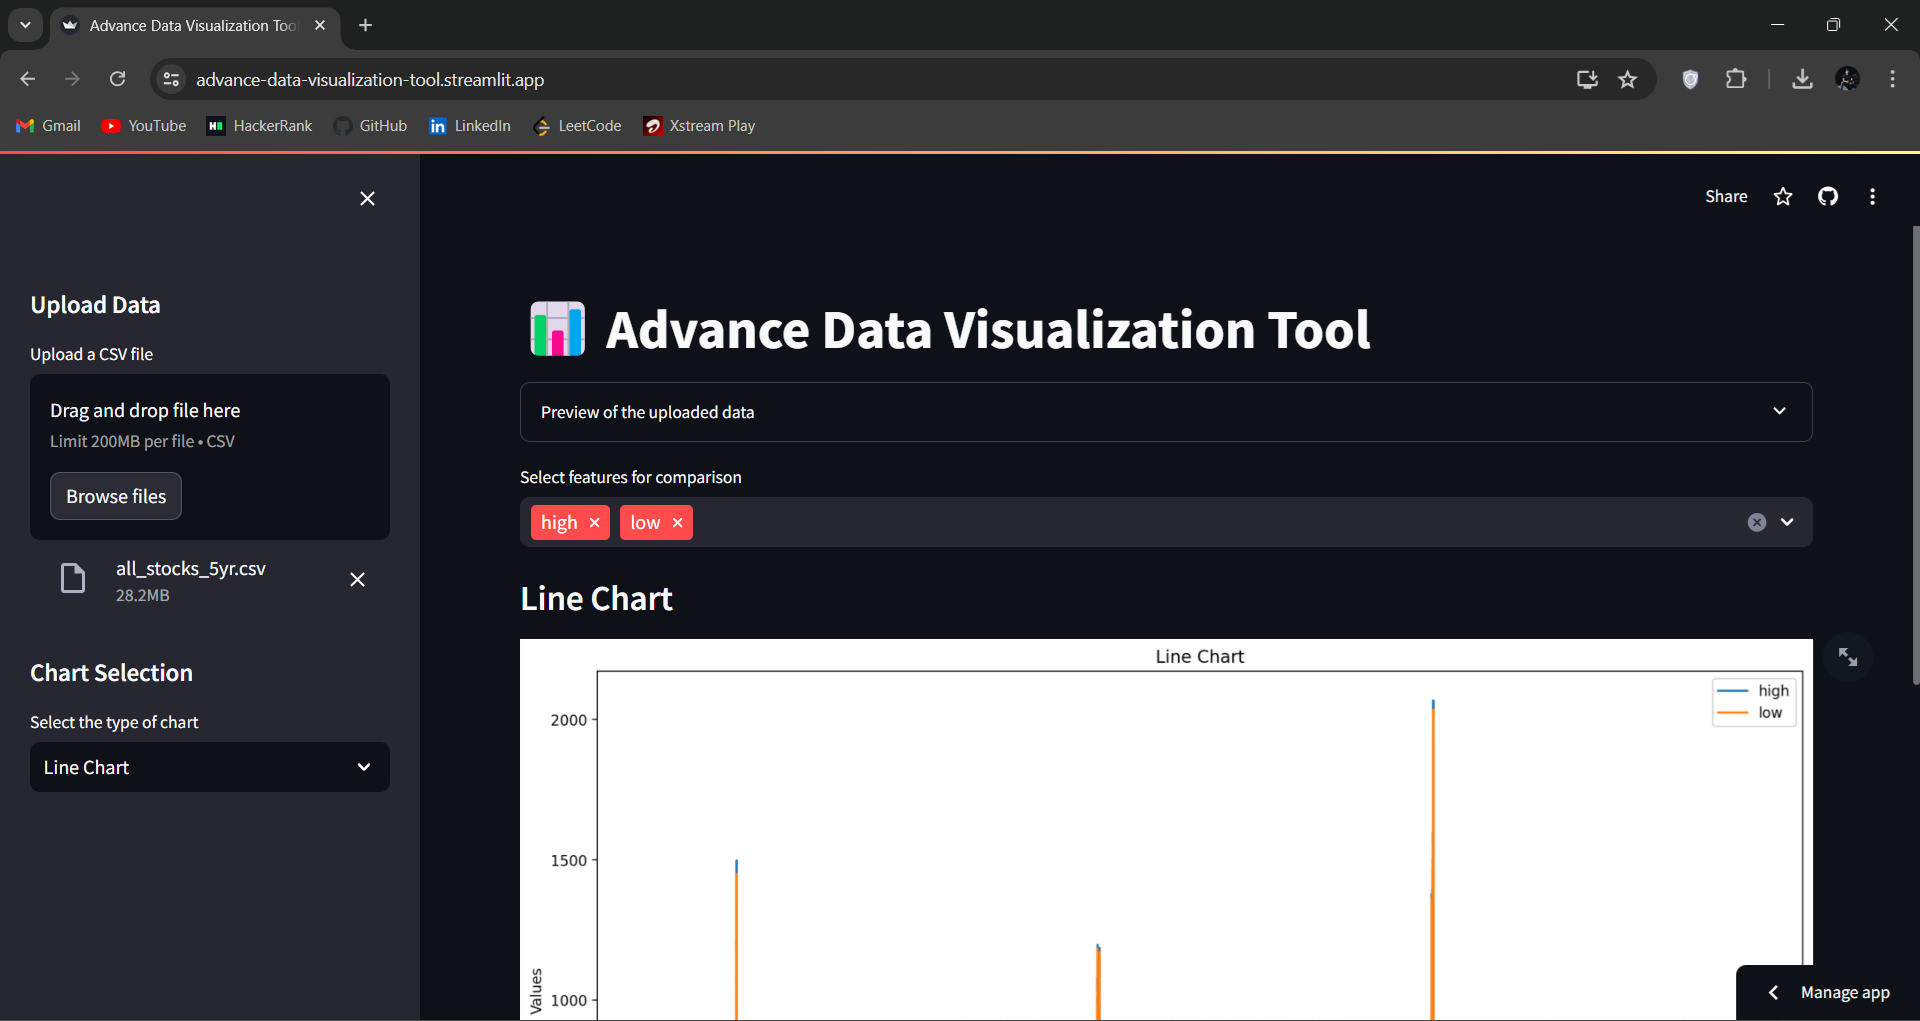 Advance Data Visualization Too
advance-data-visualization-tool.streamlit.app
Gmail YouTube HackerRank GitHub LinkedIn LeetCode Xstream Play
Share
Upload Data
Upload a CSV file
Drag and drop file here
Limit 200MB per file • CSV
Browse files
all_stocks_5yr.csv
28.2MB
Chart Selection
Select the type of chart
Line Chart
Advance Data Visualization Tool
Preview of the uploaded data
Select features for comparison
high low
Line Chart
Line Chart
high
low
2000
1500
1000
Values
Manage app